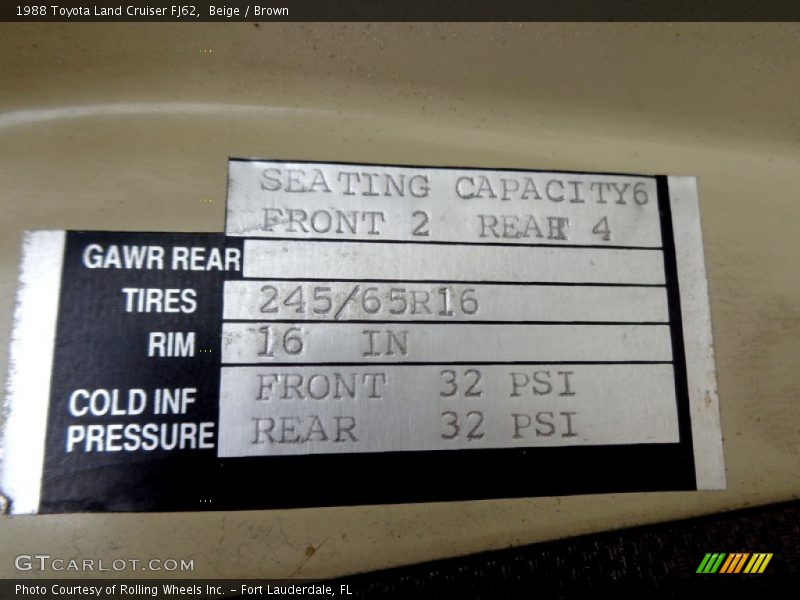 1988 Toyota Land Cruiser FJ62, Beige / Brown
SEATING CAPACITY6
FRONT 2 REAR 4
GAWR REAR
TIRES 245/65R16
RIM 16 IN
COLD INF PRESSURE
FRONT 32 PSI
REAR 32 PSI
GTCARLOT.COM
Photo Courtesy of Rolling Wheels Inc. - Fort Lauderdale, FL